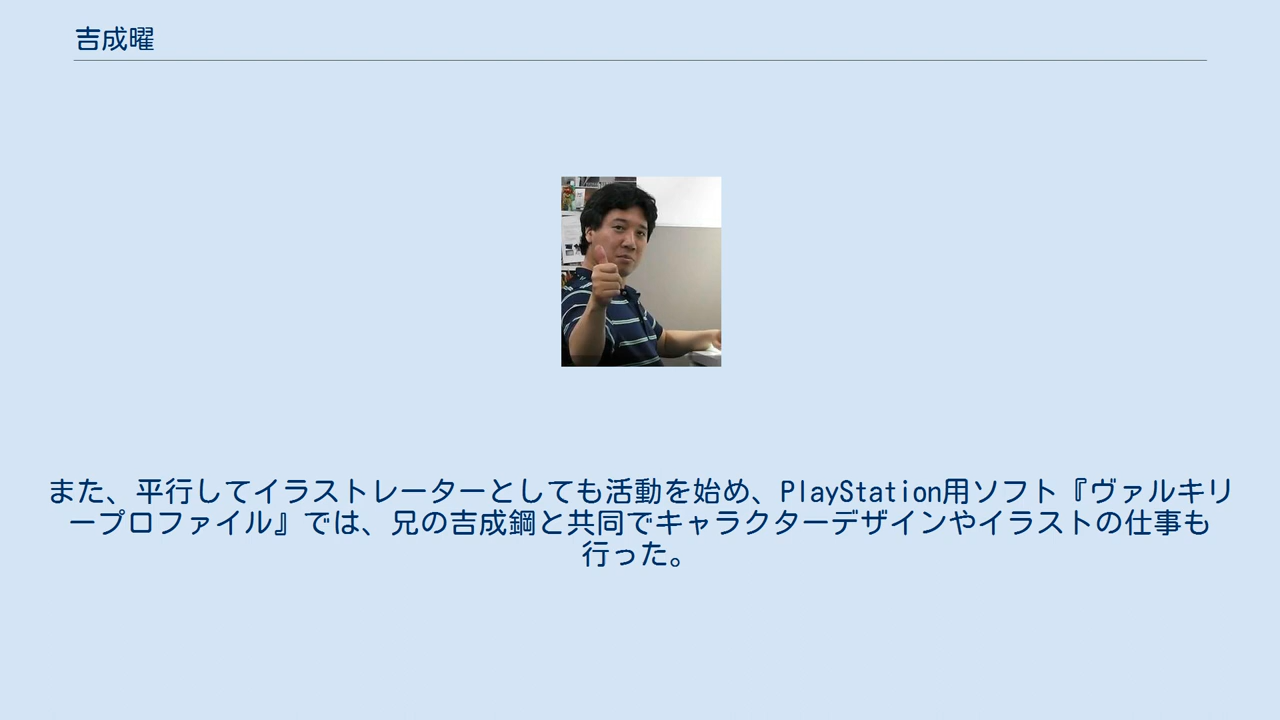 吉成曜
また、平行してイラストレーターとしても活動を始め、PlayStation用ソフト『ヴァルキリ
ープロファイル』では、兄の吉成鋼と共同でキャラクターデザインやイラストの仕事も
行った。